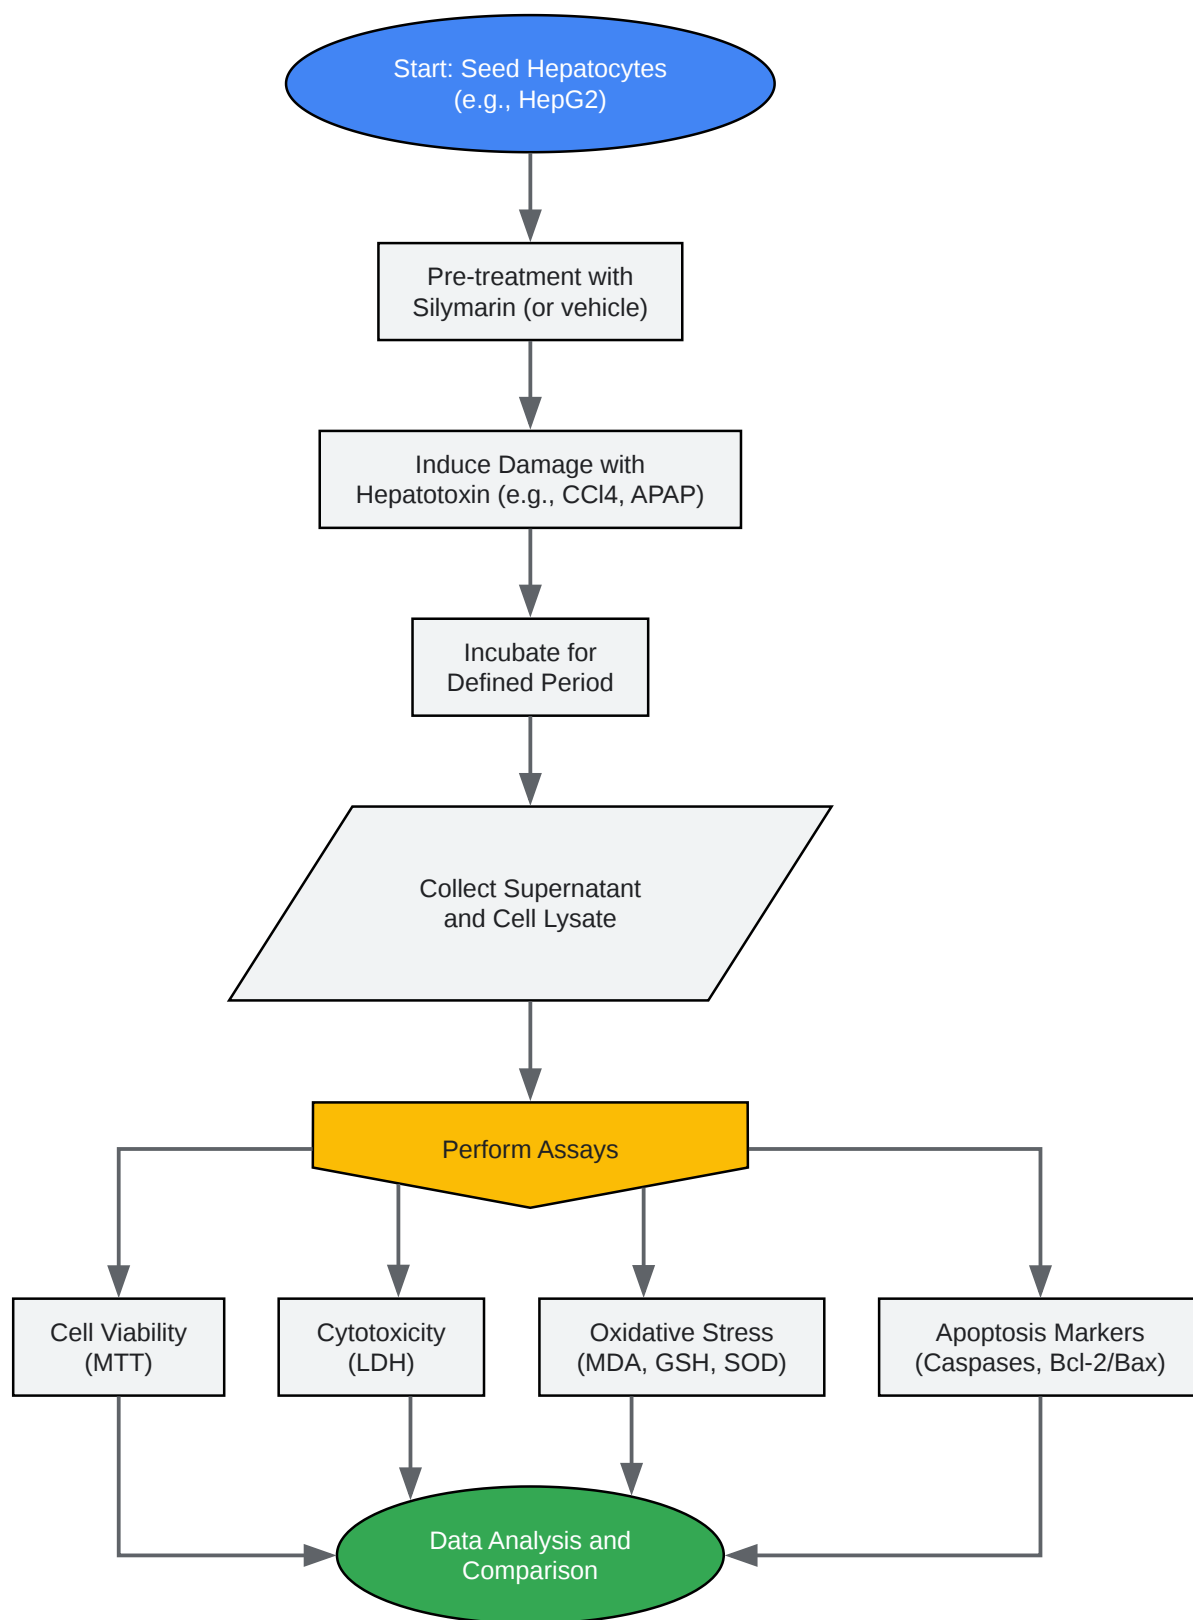 Start: Seed Hepatocytes
(e.g., HepG2)
Pre-treatment with
Silymarin (or vehicle)
Induce Damage with
Hepatotoxin (e.g., CCl4, APAP)
Incubate for
Defined Period
Collect Supernatant
and Cell Lysate
Perform Assays
Cell Viability
(MTT)
Cytotoxicity
(LDH)
Oxidative Stress
(MDA, GSH, SOD)
Apoptosis Markers
(Caspases, Bcl-2/Bax)
Data Analysis and
Comparison